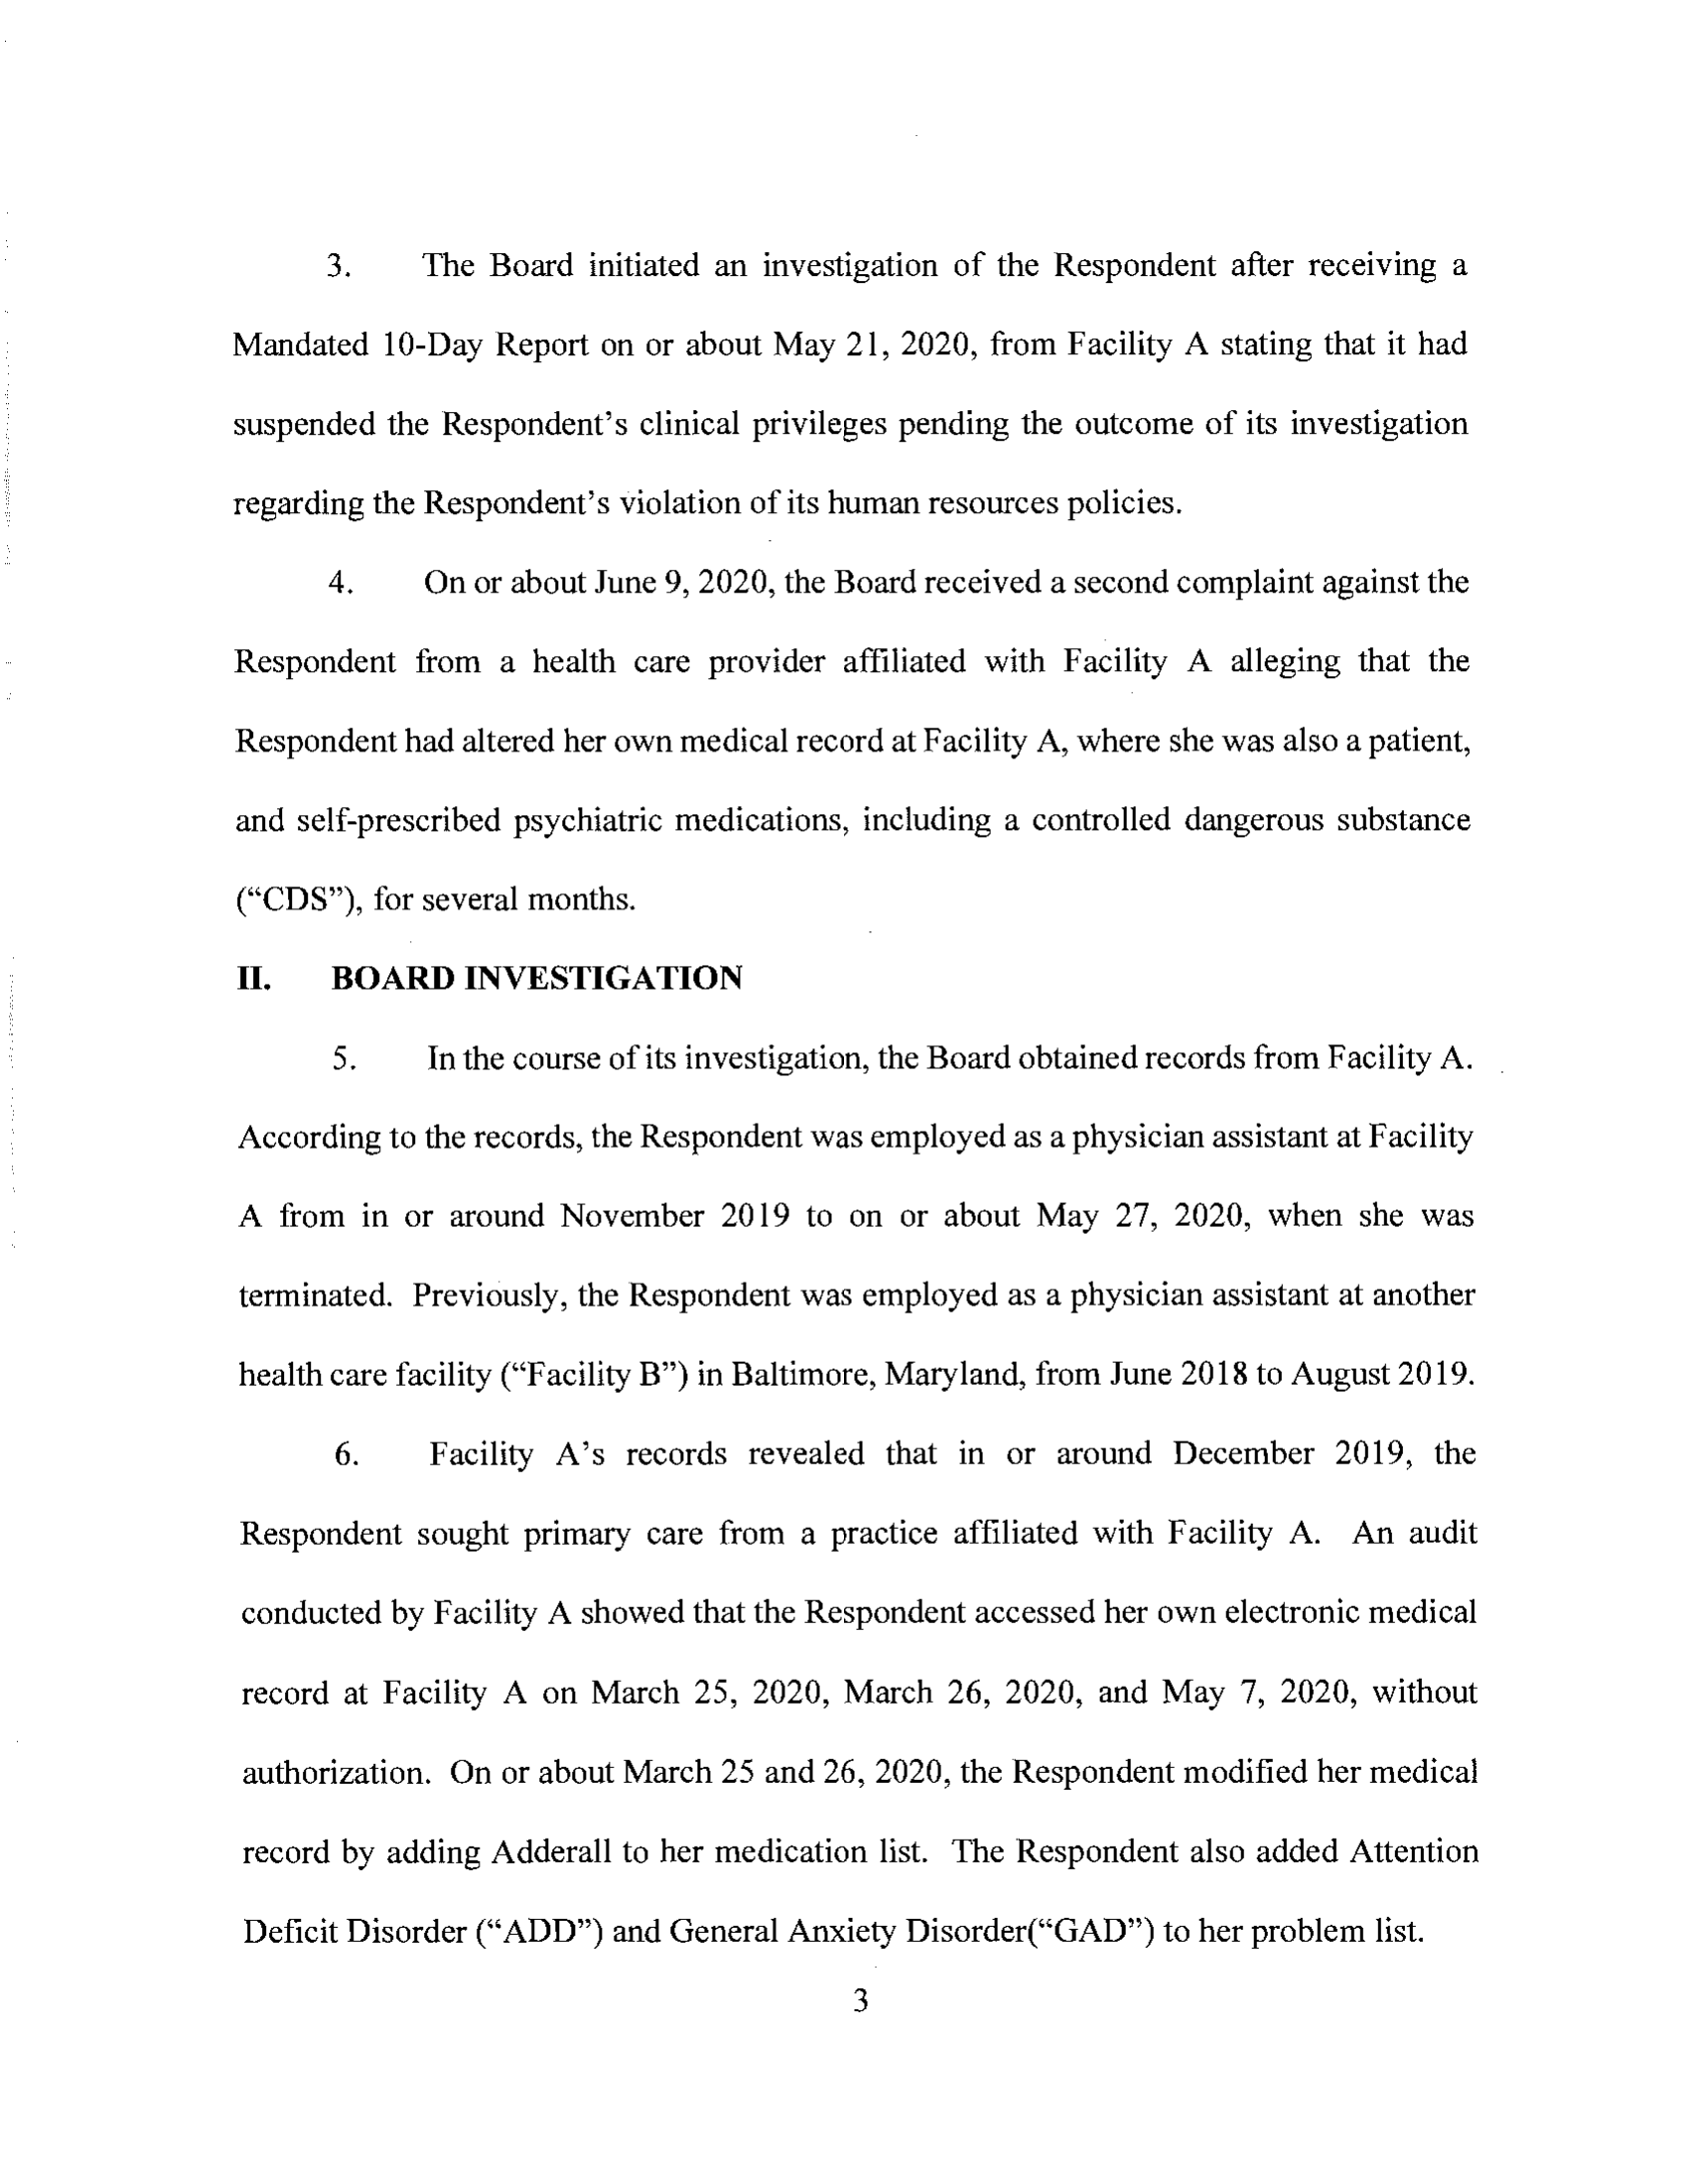 3. The Board initiated an investigation of the Respondent after receiving a
Mandated 10-Day Report on or about May 21, 2020, from Facility A stating that it had
suspended the Respondent’s clinical privileges pending the outcome of its investigation
regarding the Respondent’s violation of its human resources policies.
4. On or about June 9, 2020, the Board received a second complaint against the
Respondent from a health care provider affiliated with Facility A alleging that the
Respondent had altered her own medical record at Facility A, where she was also a patient,
and self-prescribed psychiatric medications, including a controlled dangerous substance
(“CDS”), for several months.
II. BOARD INVESTIGATION
5. In the course of its investigation, the Board obtained records from Facility A.
According to the records, the Respondent was employed as a physician assistant at Facility
A from in or around November 2019 to on or about May 27, 2020, when she was
terminated. Previously, the Respondent was employed as a physician assistant at another
health care facility (“Facility B”) in Baltimore, Maryland, from June 2018 to August 2019.
6. Facility A’s records revealed that in or around December 2019, the
Respondent sought primary care from a practice affiliated with Facility A. An audit
conducted by Facility A showed that the Respondent accessed her own electronic medical
record at Facility A on March 25, 2020, March 26, 2020, and May 7, 2020, without
authorization. On or about March 25 and 26, 2020, the Respondent modified her medical
record by adding Adderall to her medication list. The Respondent also added Attention
Deficit Disorder (“ADD”) and General Anxiety Disorder(“GAD”) to her problem list.
3